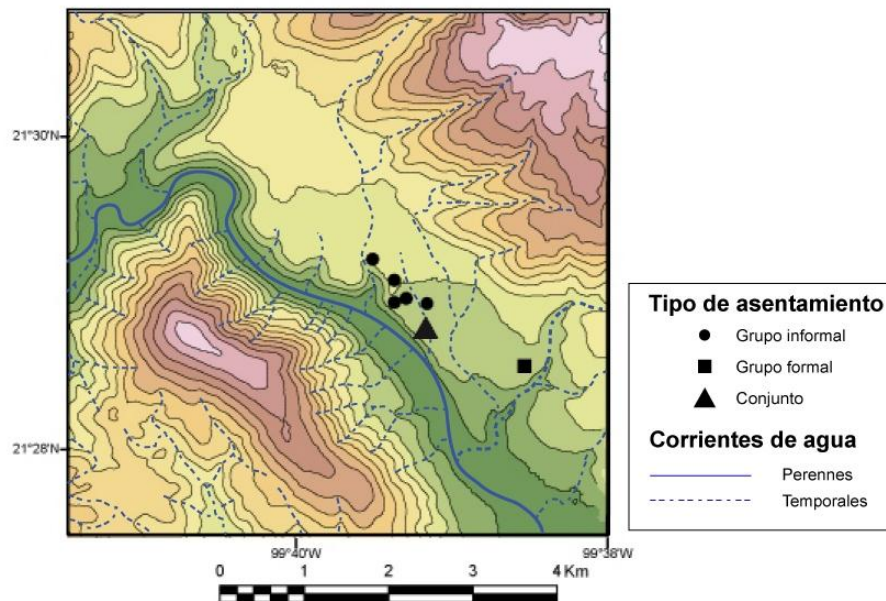 21°30'N
21°28'N
99°40'W
99°38'W
0 1 2 3 4 Km
Tipo de asentamiento
Grupo informal
Grupo formal
Conjunto
Corrientes de agua
Perennes
Temporales